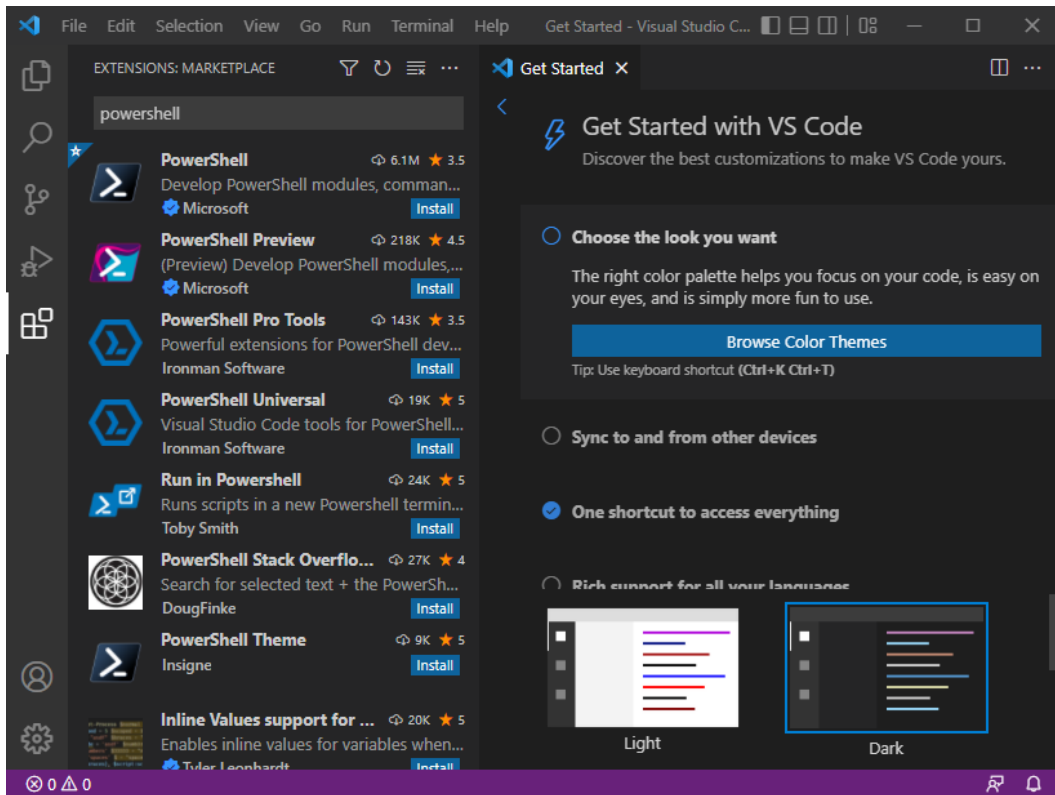 File Edit Selection View Go Run Terminal Help Get Started - Visual Studio C...
EXTENSIONS: MARKETPLACE
powershell
PowerShell 6.1M 3.5
Develop PowerShell modules, comman...
Microsoft Install
PowerShell Preview 218K 4.5
(Preview) Develop PowerShell modules,...
Microsoft Install
PowerShell Pro Tools 143K 3.5
Powerful extensions for PowerShell dev...
Ironman Software Install
PowerShell Universal 19K 5
Visual Studio Code tools for PowerShell...
Ironman Software Install
Run in Powershell 24K 5
Runs scripts in a new Powershell termin...
Toby Smith Install
PowerShell Stack Overflo... 27K 4
Search for selected text + the PowerSh...
DougFinke Install
PowerShell Theme 9K 5
Insigne Install
Inline Values support for ... 20K 5
Enables inline values for variables when...
Tyler Leonhardt Install
Get Started
Get Started with VS Code
Discover the best customizations to make VS Code yours.
Choose the look you want
The right color palette helps you focus on your code, is easy on
your eyes, and is simply more fun to use.
Browse Color Themes
Tip: Use keyboard shortcut (Ctrl+K Ctrl+T)
Sync to and from other devices
One shortcut to access everything
Rich support for all your languages
Light
Dark
0 0